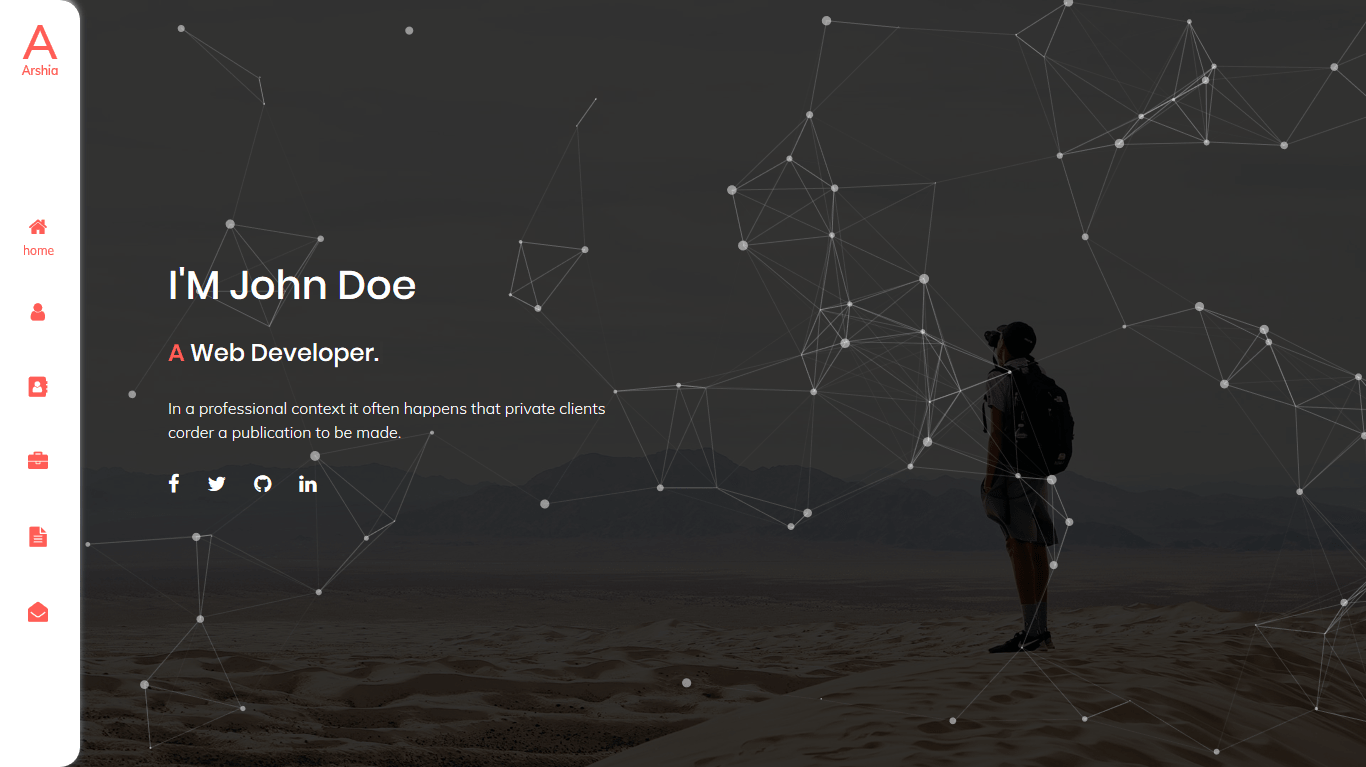 A
Arshia
home
I'M John Doe
A Web Developer.
In a professional context it often happens that private clients
corder a publication to be made.